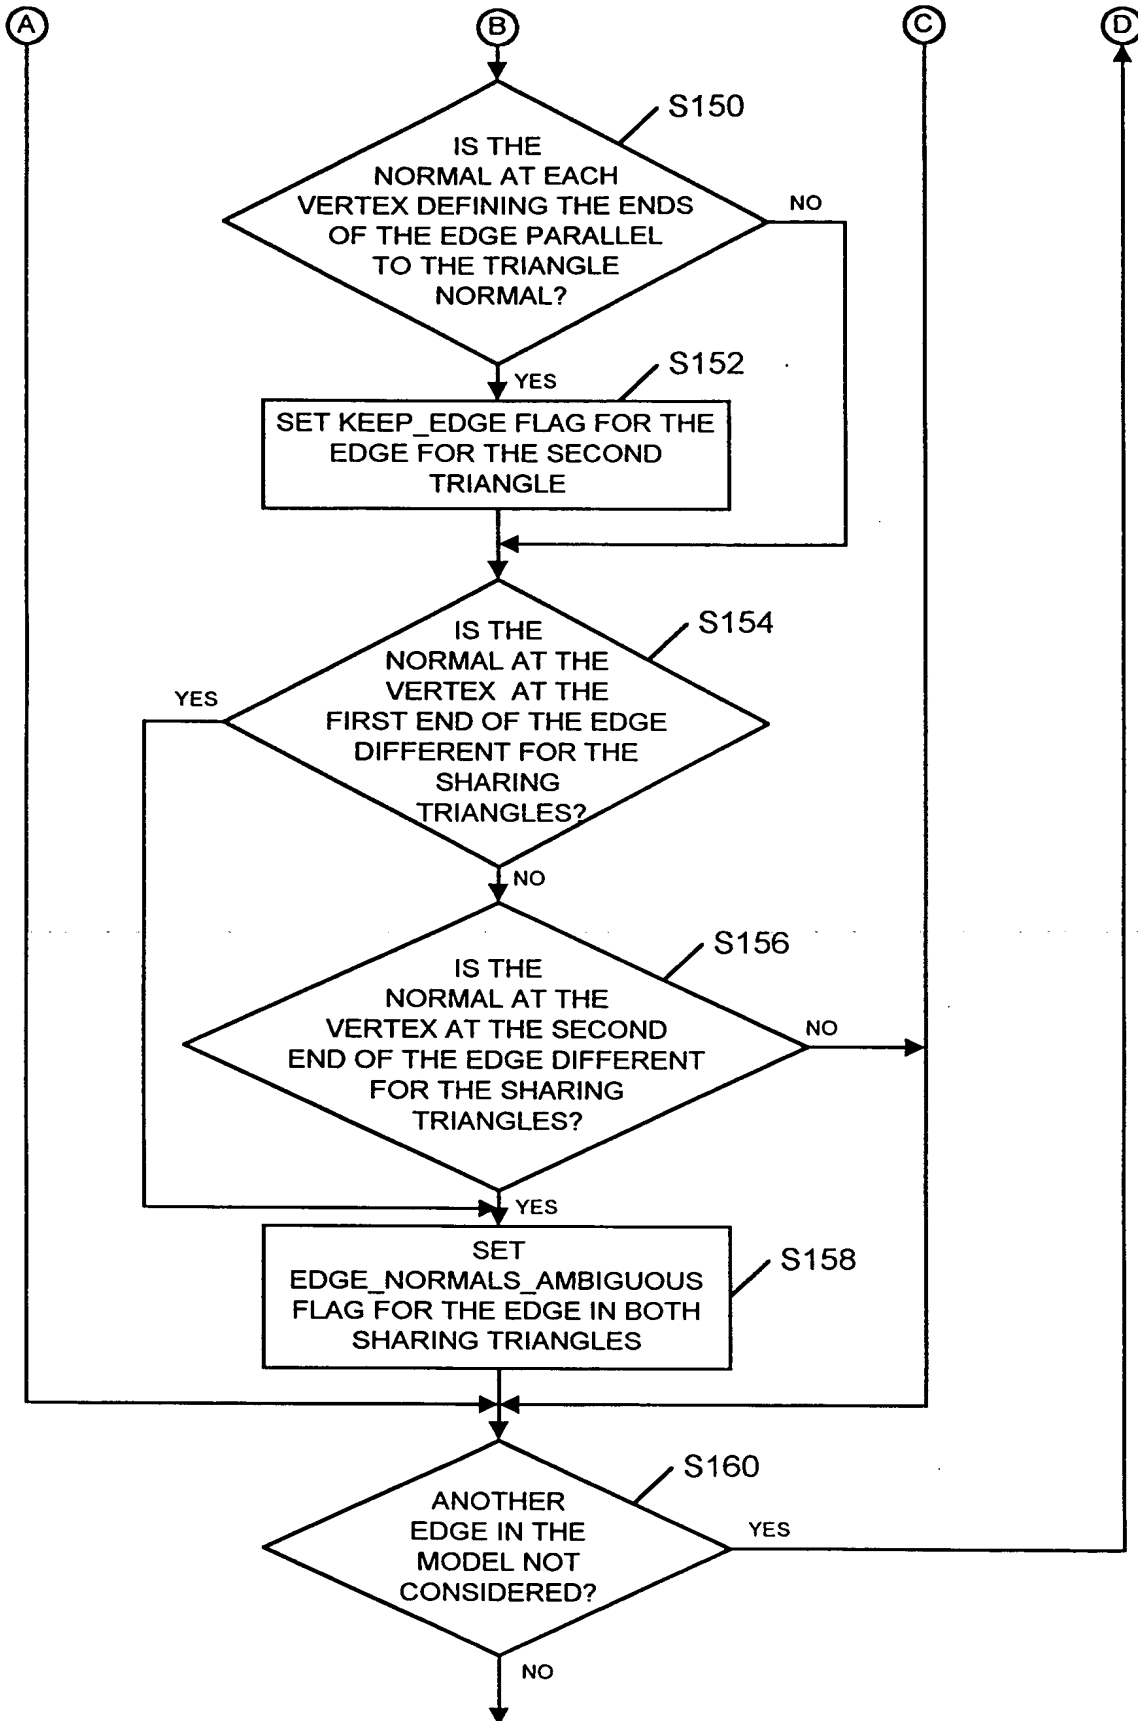 A
B
C
D
S150
IS THE
NORMAL AT EACH
VERTEX DEFINING THE ENDS
OF THE EDGE PARALLEL
TO THE TRIANGLE
NORMAL?
NO
YES
S152
SET KEEP_EDGE FLAG FOR THE
EDGE FOR THE SECOND
TRIANGLE
S154
IS THE
NORMAL AT THE
VERTEX AT THE
FIRST END OF THE EDGE
DIFFERENT FOR THE
SHARING
TRIANGLES?
YES
NO
S156
IS THE
NORMAL AT THE
VERTEX AT THE SECOND
END OF THE EDGE DIFFERENT
FOR THE SHARING
TRIANGLES?
NO
YES
S158
SET
EDGE_NORMALS_AMBIGUOUS
FLAG FOR THE EDGE IN BOTH
SHARING TRIANGLES
S160
ANOTHER
EDGE IN THE
MODEL NOT
CONSIDERED?
YES
NO